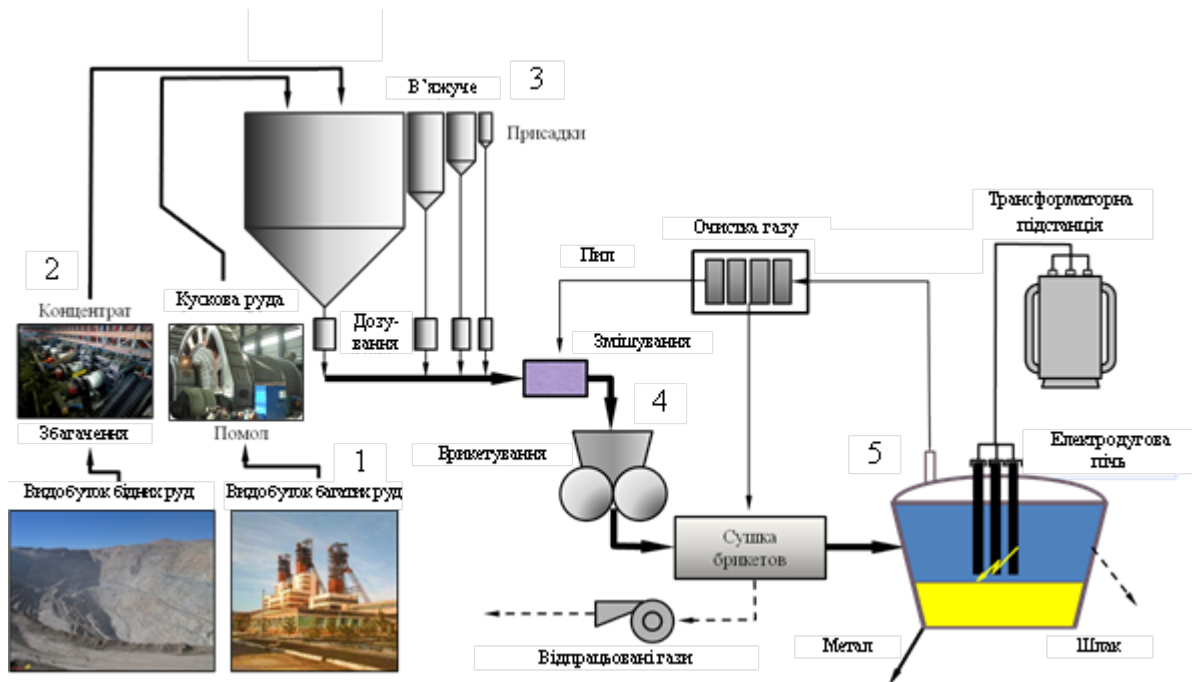 В’яжуче
3
Присадки
Трансформаторна
підстанція
Очистка газу
Пил
2
Концентрат
Кускова руда
Дозу-
вання
Змішування
4
Збагачення
Помол
1
Брикетування
5
Електродугова
піч
Видобуток бідних руд
Видобуток багатих руд
Сушка
брикетов
Відпрацьовані гази
Метал
Шлак